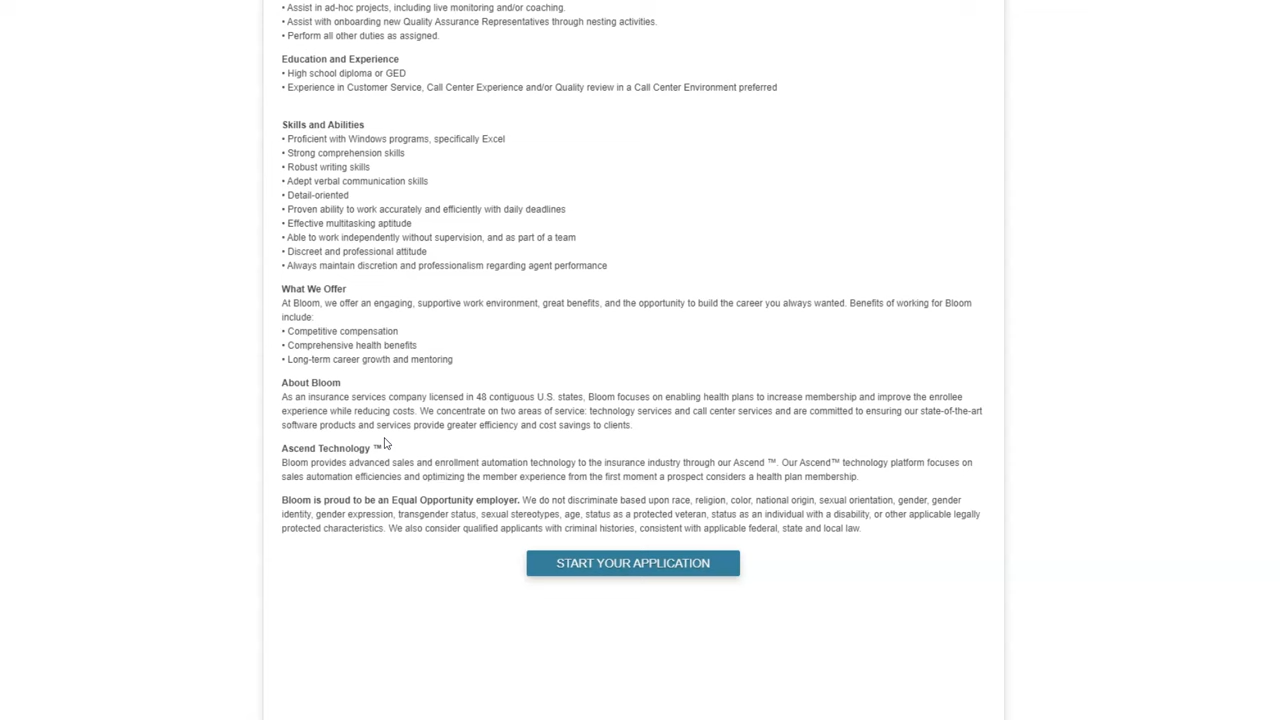 • Assist in ad-hoc projects, including live monitoring and/or coaching.
• Assist with onboarding new Quality Assurance Representatives through nesting activities.
• Perform all other duties as assigned.
Education and Experience
• High school diploma or GED
• Experience in Customer Service, Call Center Experience and/or Quality review in a Call Center Environment preferred
Skills and Abilities
• Proficient with Windows programs, specifically Excel
• Strong comprehension skills
• Robust writing skills
• Adept verbal communication skills
• Detail-oriented
• Proven ability to work accurately and efficiently with daily deadlines
• Effective multitasking aptitude
• Able to work independently without supervision, and as part of a team
• Discreet and professional attitude
• Always maintain discretion and professionalism regarding agent performance
What We Offer
At Bloom, we offer an engaging, supportive work environment, great benefits, and the opportunity to build the career you always wanted. Benefits of working for Bloom
include:
• Competitive compensation
• Comprehensive health benefits
• Long-term career growth and mentoring
About Bloom
As an insurance services company licensed in 48 contiguous U.S. states, Bloom focuses on enabling health plans to increase membership and improve the enrollee
experience while reducing costs. We concentrate on two areas of service: technology services and call center services and are committed to ensuring our state-of-the-art
software products and services provide greater efficiency and cost savings to clients.
Ascend Technology ™
Bloom provides advanced sales and enrollment automation technology to the insurance industry through our Ascend ™. Our Ascend™ technology platform focuses on
sales automation efficiencies and optimizing the member experience from the first moment a prospect considers a health plan membership.
Bloom is proud to be an Equal Opportunity employer. We do not discriminate based upon race, religion, color, national origin, sexual orientation, gender, gender
identity, gender expression, transgender status, sexual stereotypes, age, status as a protected veteran, status as an individual with a disability, or other applicable legally
protected characteristics. We also consider qualified applicants with criminal histories, consistent with applicable federal, state and local law.
START YOUR APPLICATION